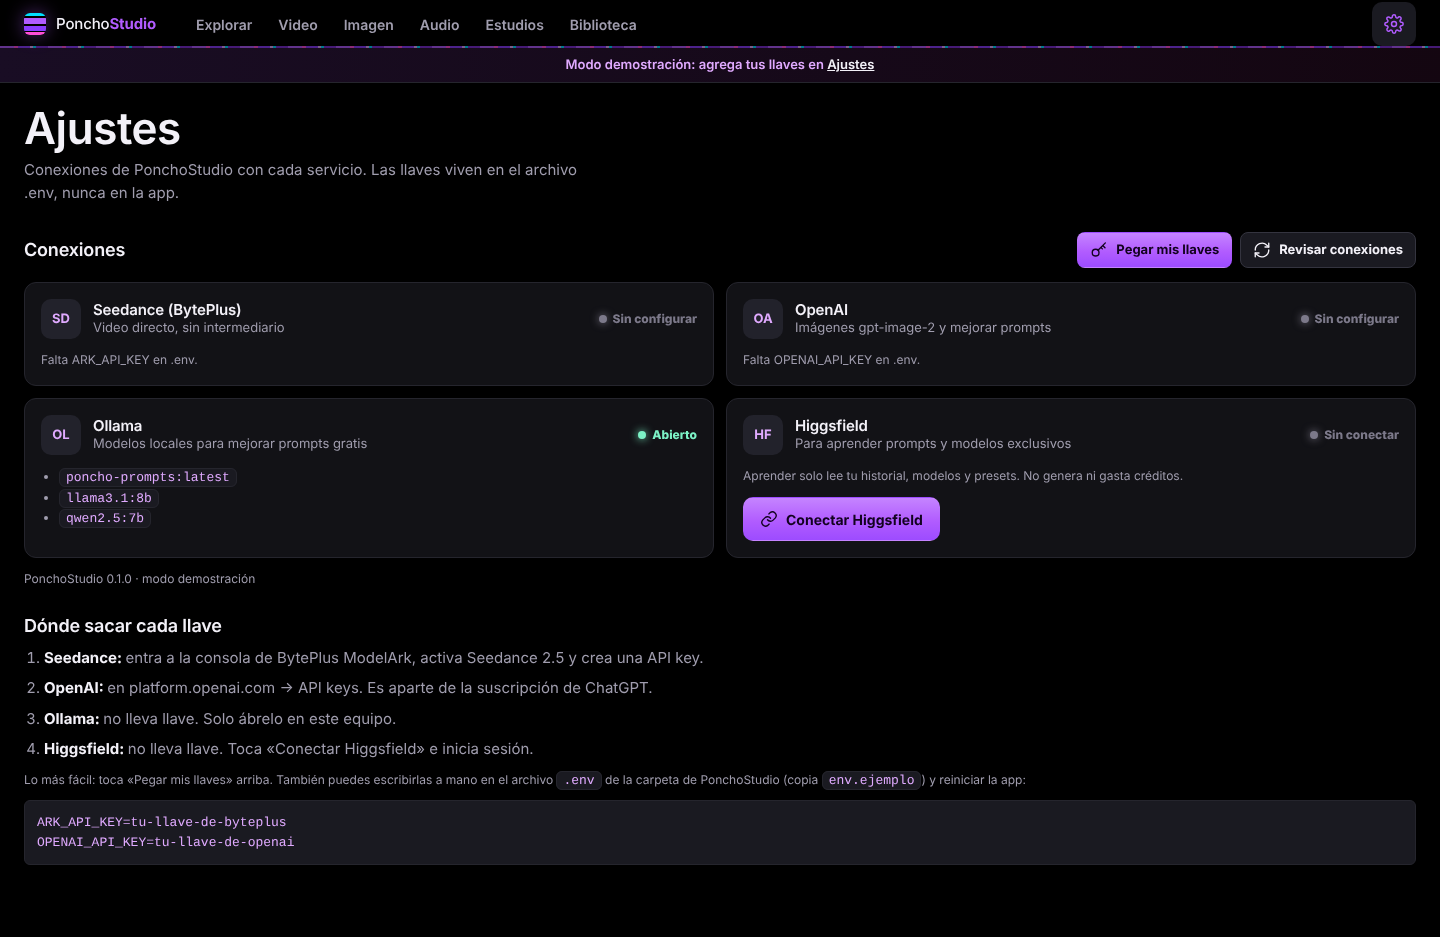 PonchoStudio
Explorar
Video
Imagen
Audio
Estudios
Biblioteca
Modo demostración: agrega tus llaves en Ajustes
Ajustes
Conexiones de PonchoStudio con cada servicio. Las llaves viven en el archivo
.env, nunca en la app.
Conexiones
Pegar mis llaves
Revisar conexiones
SD
Seedance (BytePlus)
Video directo, sin intermediario
Sin configurar
Falta ARK_API_KEY en .env.
OA
OpenAI
Imágenes gpt-image-2 y mejorar prompts
Sin configurar
Falta OPENAI_API_KEY en .env.
OL
Ollama
Modelos locales para mejorar prompts gratis
Abierto
• poncho-prompts:latest
• llama3.1:8b
• qwen2.5:7b
HF
Higgsfield
Para aprender prompts y modelos exclusivos
Sin conectar
Aprender solo lee tu historial, modelos y presets. No genera ni gasta créditos.
Conectar Higgsfield
PonchoStudio 0.1.0 · modo demostración
Dónde sacar cada llave
1. Seedance: entra a la consola de BytePlus ModelArk, activa Seedance 2.5 y crea una API key.
2. OpenAI: en platform.openai.com → API keys. Es aparte de la suscripción de ChatGPT.
3. Ollama: no lleva llave. Solo ábrelo en este equipo.
4. Higgsfield: no lleva llave. Toca «Conectar Higgsfield» e inicia sesión.
Lo más fácil: toca «Pegar mis llaves» arriba. También puedes escribirlas a mano en el archivo .env de la carpeta de PonchoStudio (copia env.ejemplo) y reiniciar la app:
ARK_API_KEY=tu-llave-de-byteplus
OPENAI_API_KEY=tu-llave-de-openai